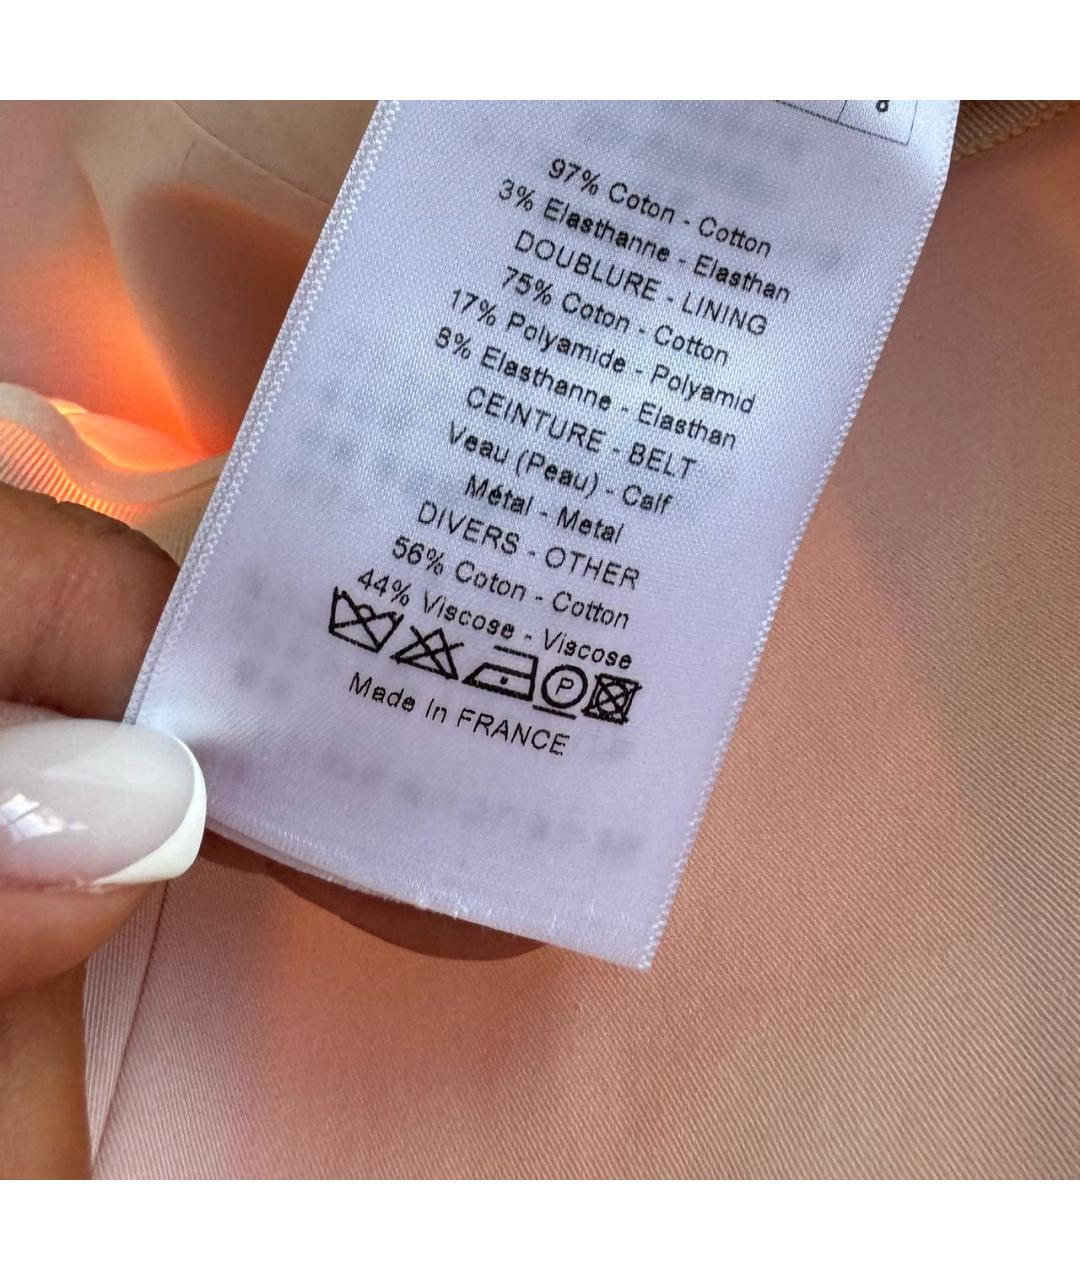 8
97% Coton - Cotton
3% Elasthanne - Elasthan
DOUBLURE - LINING
75% Coton - Cotton
17% Polyamide - Polyamid
8% Elasthanne - Elasthan
CEINTURE - BELT
Veau (Peau) - Calf
Métal - Metal
DIVERS - OTHER
56% Coton - Cotton
44% Viscose - Viscose
P
Made in FRANCE